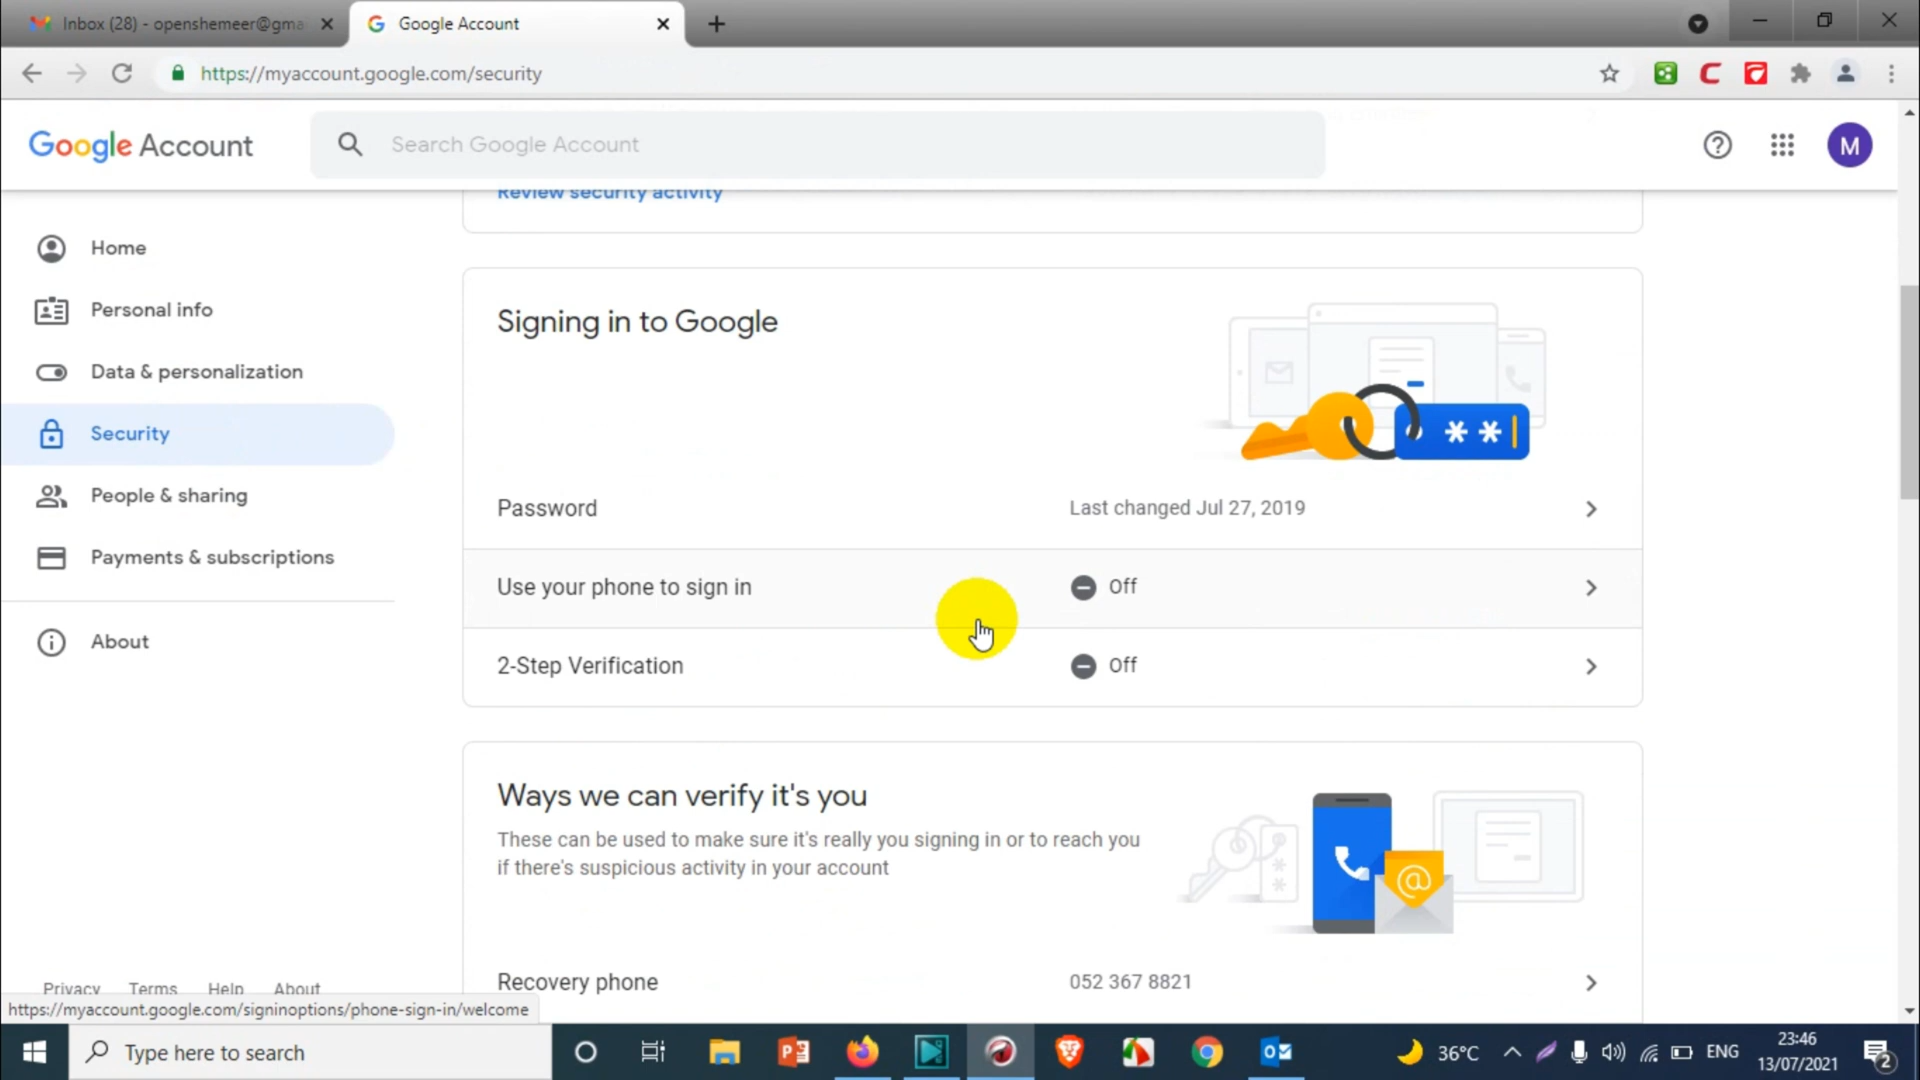 Inbox (28) - openshemeer@gma
Google Account
https://myaccount.google.com/security
Google Account
Search Google Account
M
Review security activity
Home
Personal info
Data & personalization
Security
People & sharing
Payments & subscriptions
About
Signing in to Google
**
Password
Last changed Jul 27, 2019
Use your phone to sign in
Off
2-Step Verification
Off
Ways we can verify it's you
These can be used to make sure it's really you signing in or to reach you
if there's suspicious activity in your account
@
Recovery phone
052 367 8821
Privacy Terms Help About
https://myaccount.google.com/signinoptions/phone-sign-in/welcome
Type here to search
36°C
ENG
23:46
13/07/2021
2